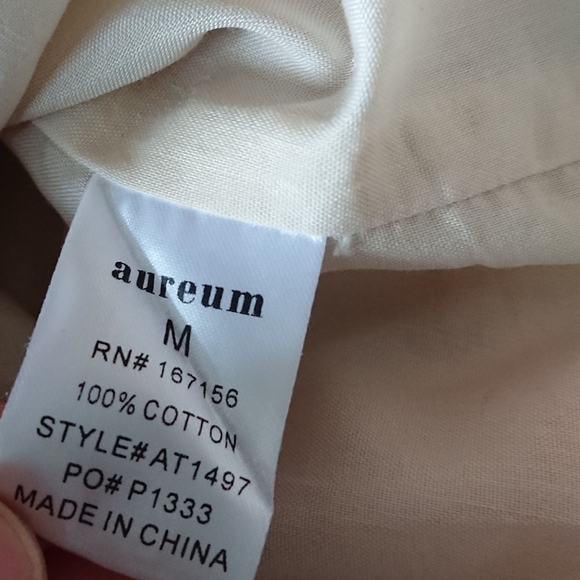 aureum
M
RN# 167156
100% COTTON
STYLE#AT1497
PO# P1333
MADE IN CHINA